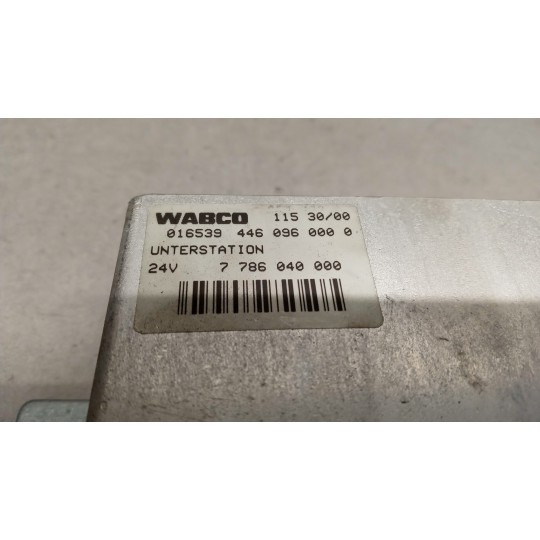 WABCO 115 30/00
016539 446 096 000 0
UNTERSTATION
24V 7 786 040 000